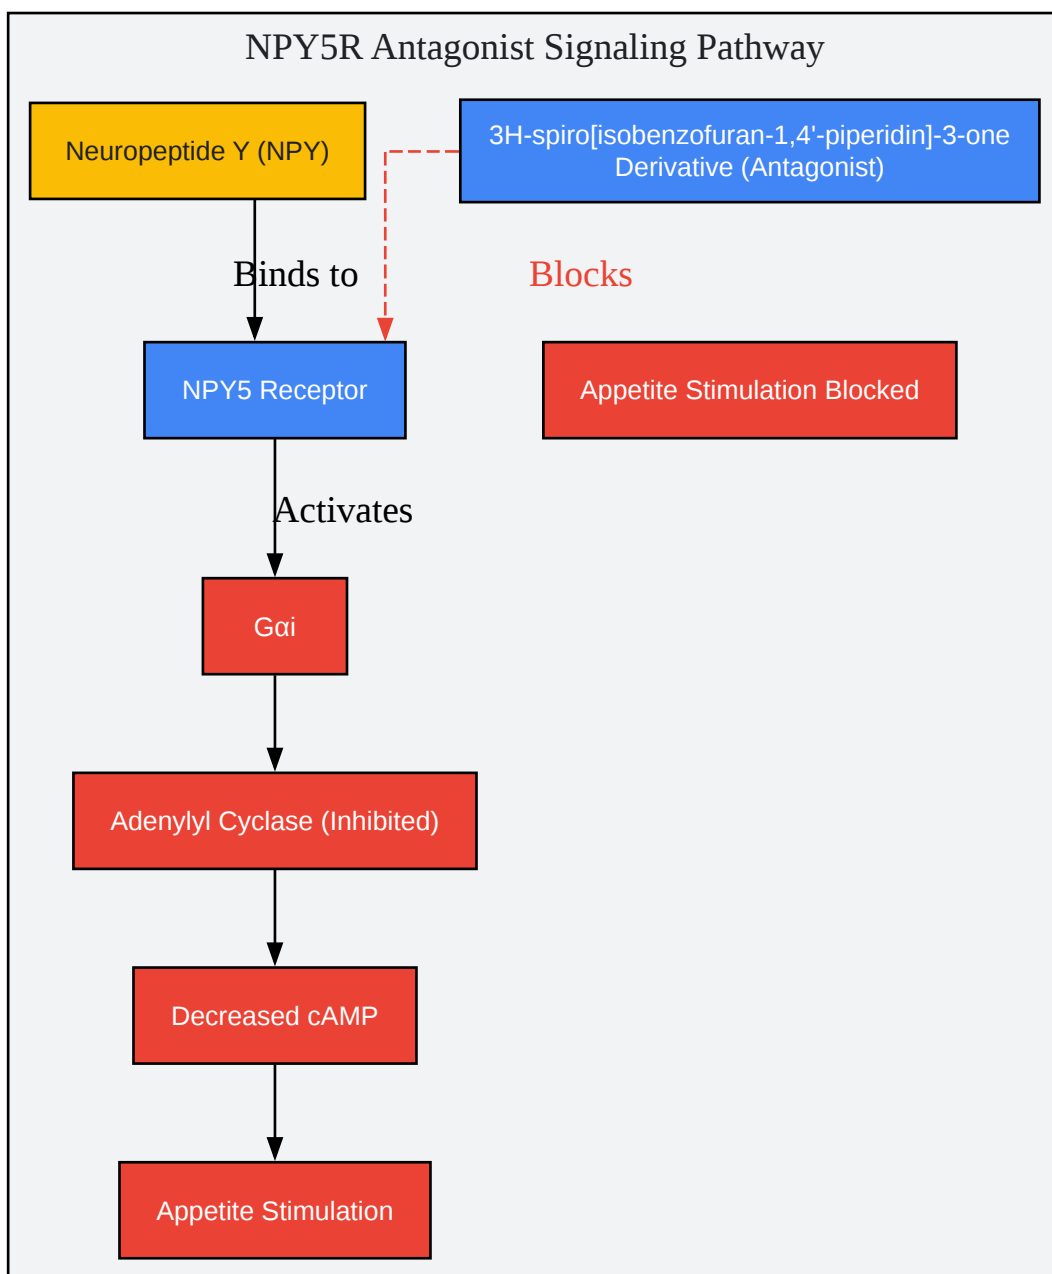 NPY5R Antagonist Signaling Pathway
Neuropeptide Y (NPY)
3H-spiro[isobenzofuran-1,4'-piperidin]-3-one
Derivative (Antagonist)
Binds to
Blocks
NPY5 Receptor
Appetite Stimulation Blocked
Activates
Gαi
Adenylyl Cyclase (Inhibited)
Decreased cAMP
Appetite Stimulation